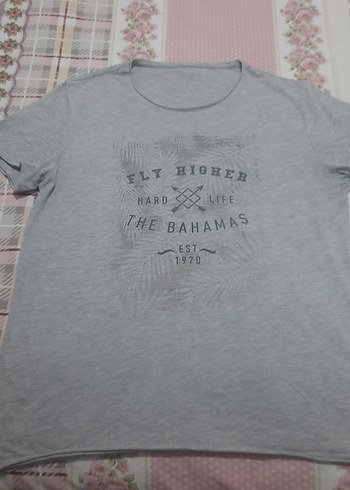 FLY HIGHER
HARD LIFE
THE BAHAMAS
EST
1970